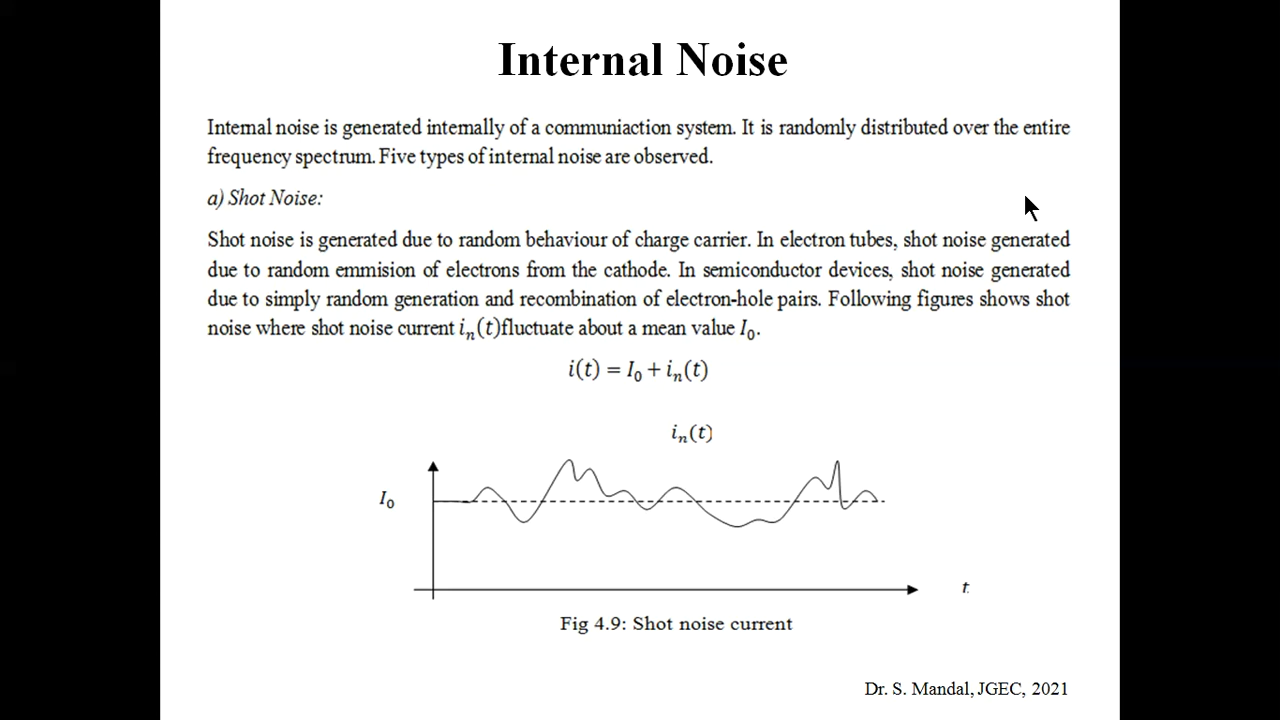 Internal Noise
Internal noise is generated internally of a communiaction system. It is randomly distributed over the entire
frequency spectrum. Five types of internal noise are observed.
a) Shot Noise:
Shot noise is generated due to random behaviour of charge carrier. In electron tubes, shot noise generated
due to random emmision of electrons from the cathode. In semiconductor devices, shot noise generated
due to simply random generation and recombination of electron-hole pairs. Following figures shows shot
noise where shot noise current iₙ(t)fluctuate about a mean value I₀.
i(t) = I₀ + iₙ(t)
iₙ(t)
I₀
t
Fig 4.9: Shot noise current
Dr. S. Mandal, JGEC, 2021